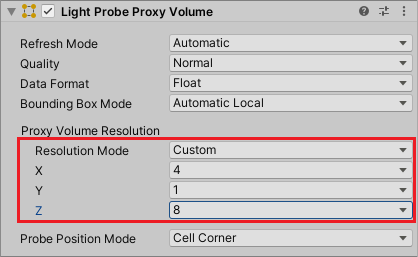 Light Probe Proxy Volume
Refresh Mode Automatic
Quality Normal
Data Format Float
Bounding Box Mode Automatic Local
Proxy Volume Resolution
Resolution Mode Custom
X 4
Y 1
Z 8
Probe Position Mode Cell Corner